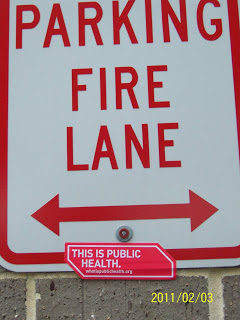 PARKING
FIRE
LANE
THIS IS PUBLIC
HEALTH.
whatispublichealth.org
2011/02/03